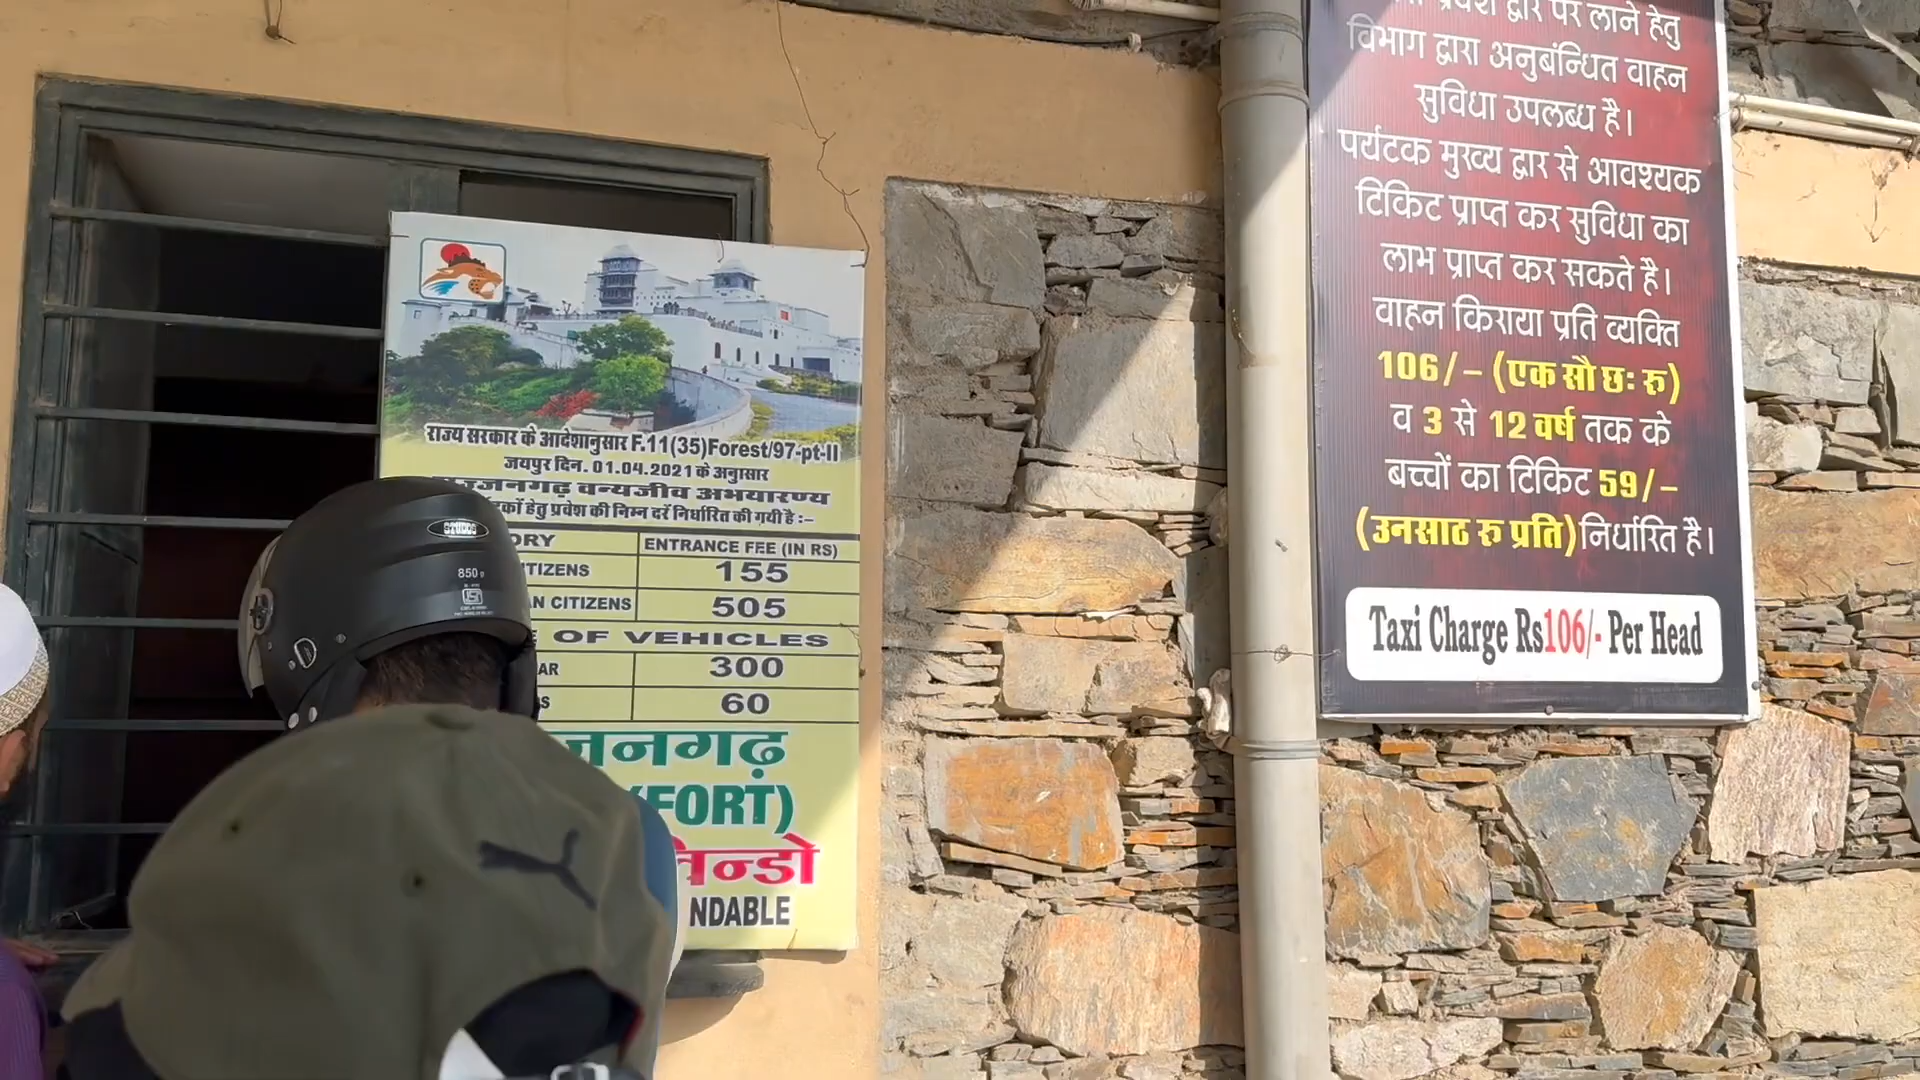 राज्य सरकार के आदेशानुसार F.11(35)Forest/97-pt-II
जयपुर दिन. 01.04.2021 के अनुसार
वन्यजीव अभयारण्य
हेतु प्रवेश की निम्न दरें निर्धारित की गयी है :-
ENTRANCE FEE (IN RS)
155
CITIZENS
505
OF VEHICLES
300
60
(FORT)
850 g
द्वार पर लाने हेतु
विभाग द्वारा अनुबंन्धित वाहन
सुविधा उपलब्ध है।
पर्यटक मुख्य द्वार से आवश्यक
टिकिट प्राप्त कर सुविधा का
लाभ प्राप्त कर सकते है।
वाहन किराया प्रति व्यक्ति
106/- (एक सौ छः रू)
व 3 से 12 वर्ष तक के
बच्चों का टिकिट 59/-
(उनसाठ रू प्रति)निर्धारित है।
Taxi Charge Rs106/- Per Head